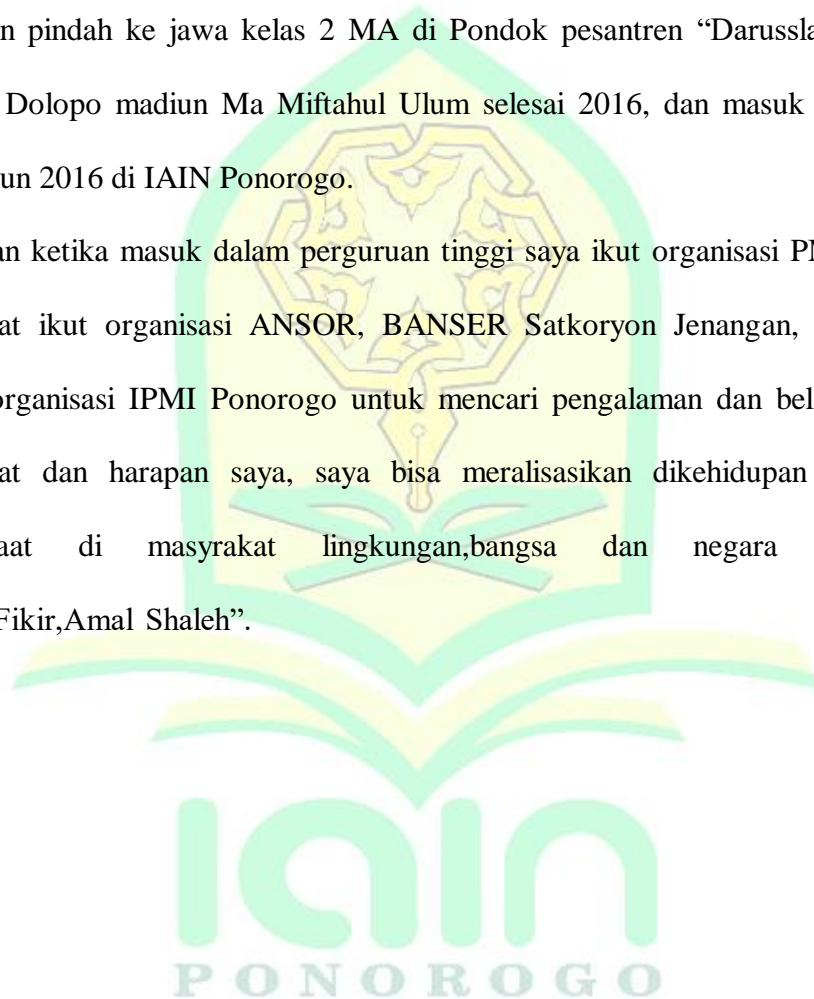 n pindah ke jawa kelas 2 MA di Pondok pesantren “Darussla
Dolopo madiun Ma Miftahul Ulum selesai 2016, dan masuk
un 2016 di IAIN Ponorogo.
an ketika masuk dalam perguruan tinggi saya ikut organisasi PM
at ikut organisasi ANSOR, BANSER Satkoryon Jenangan,
organisasi IPMI Ponorogo untuk mencari pengalaman dan bel
at dan harapan saya, saya bisa meralisasikan dikehidupan
aat di masyrakat lingkungan,bangsa dan negara
Fikir,Amal Shaleh”.
iain
PONOROGO